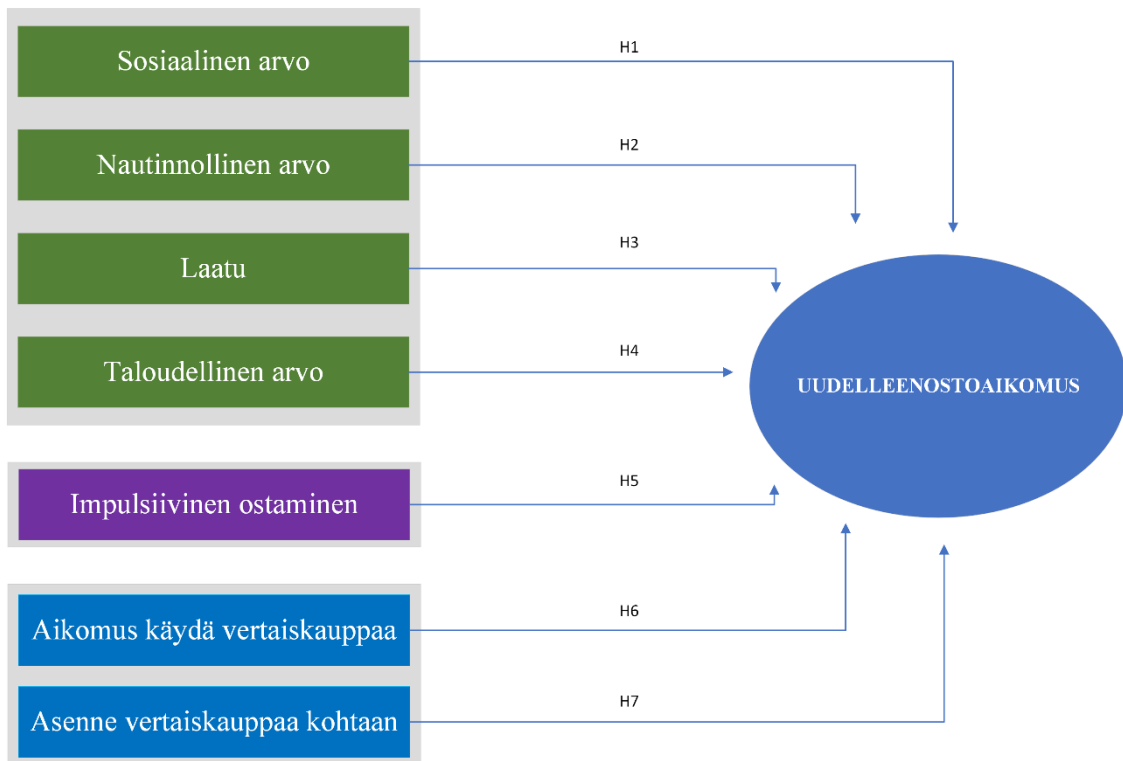 Sosiaalinen arvo
H1
Nautinnollinen arvo
H2
Laatu
H3
Taloudellinen arvo
H4
UUDELLEENOSTOAIKOMUS
Impulsiivinen ostaminen
H5
Aikomus käydä vertaiskauppaa
H6
Asenne vertaiskauppaa kohtaan
H7